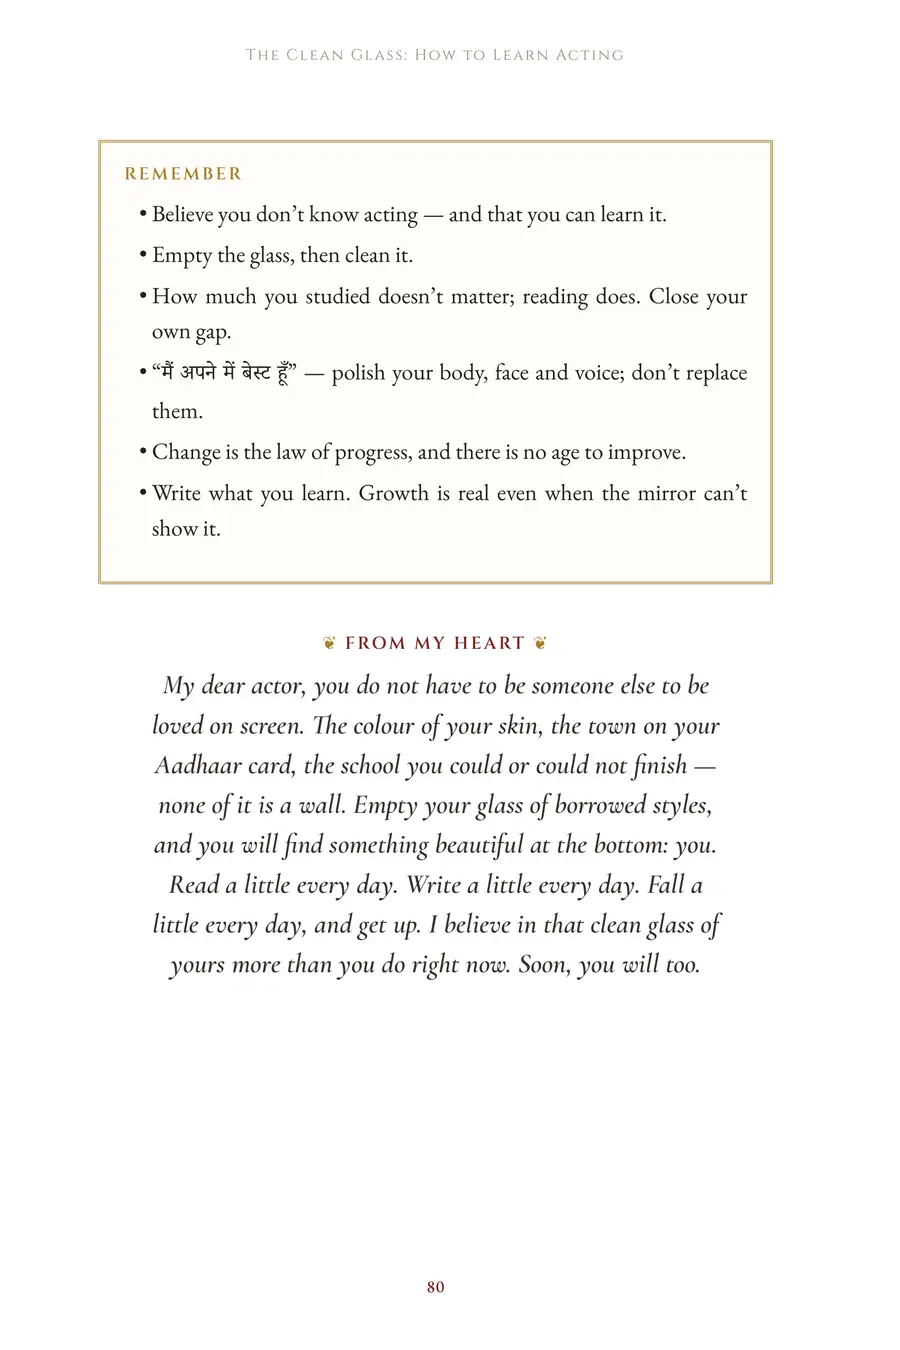 The Clean Glass: How to Learn Acting
REMEMBER
• Believe you don’t know acting — and that you can learn it.
• Empty the glass, then clean it.
• How much you studied doesn’t matter; reading does. Close your
own gap.
• “मैं अपने में बेस्ट हूँ” — polish your body, face and voice; don’t replace
them.
• Change is the law of progress, and there is no age to improve.
• Write what you learn. Growth is real even when the mirror can’t
show it.
❦ FROM MY HEART ❦
My dear actor, you do not have to be someone else to be
loved on screen. The colour of your skin, the town on your
Aadhaar card, the school you could or could not finish —
none of it is a wall. Empty your glass of borrowed styles,
and you will find something beautiful at the bottom: you.
Read a little every day. Write a little every day. Fall a
little every day, and get up. I believe in that clean glass of
yours more than you do right now. Soon, you will too.
80